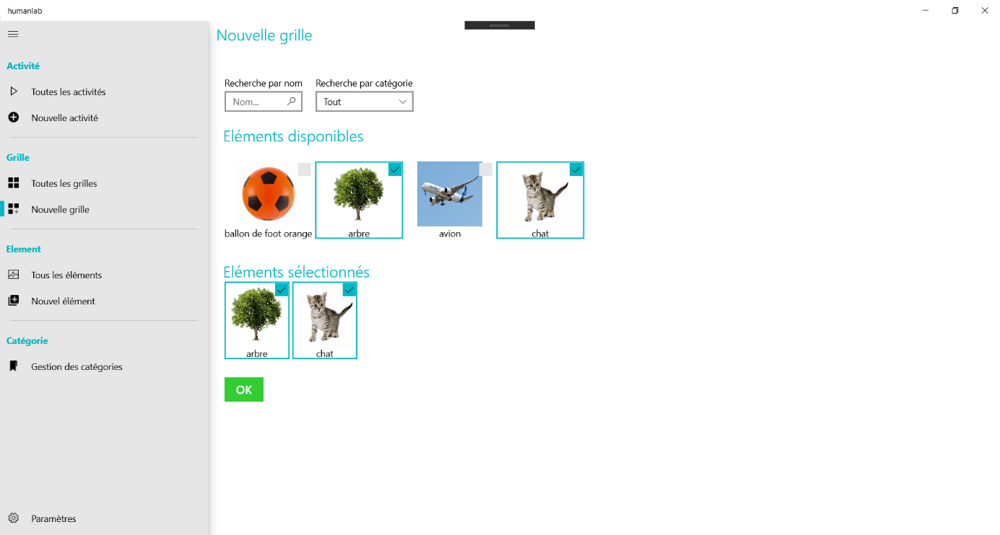 humanlab
Activité
Toutes les activités
Nouvelle activité
Grille
Toutes les grilles
Nouvelle grille
Element
Tous les éléments
Nouvel élément
Catégorie
Gestion des catégories
Paramètres
Nouvelle grille
Recherche par nom
Recherche par catégorie
Nom...
Tout
Eléments disponibles
ballon de foot orange
arbre
avion
chat
Eléments sélectionnés
arbre
chat
OK